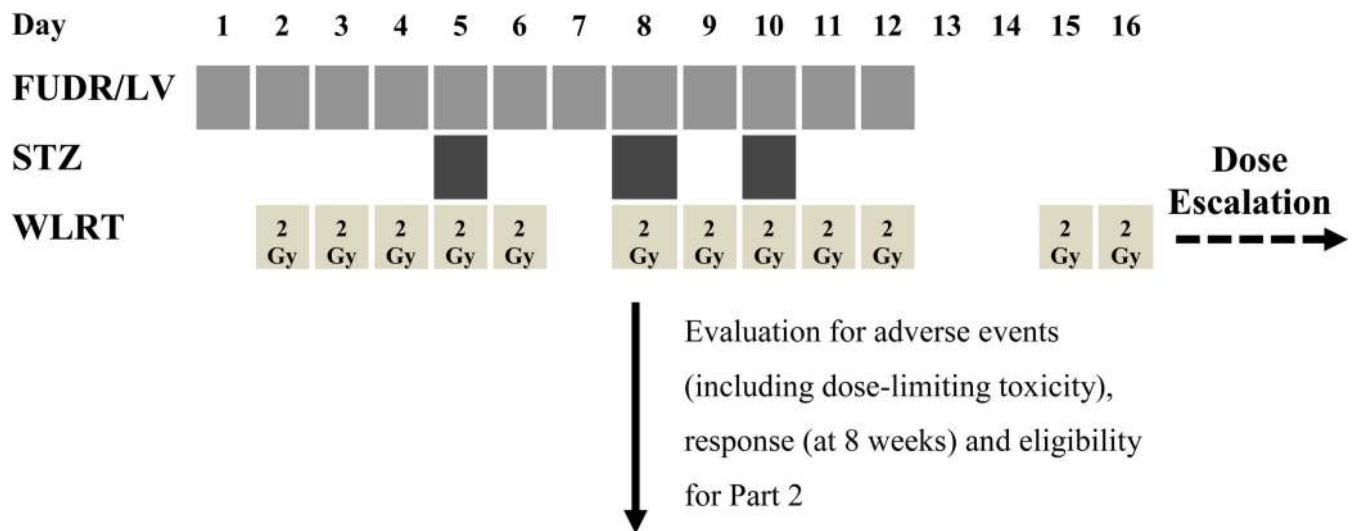 Day 1 2 3 4 5 6 7 8 9 10 11 12 13 14 15 16
FUDR/LV
STZ
Dose
Escalation
WLRT
2 2 2 2 2 2 2 2 2 2 2 2
Gy Gy Gy Gy Gy Gy Gy Gy Gy Gy Gy Gy
Evaluation for adverse events
(including dose-limiting toxicity),
response (at 8 weeks) and eligibility
for Part 2